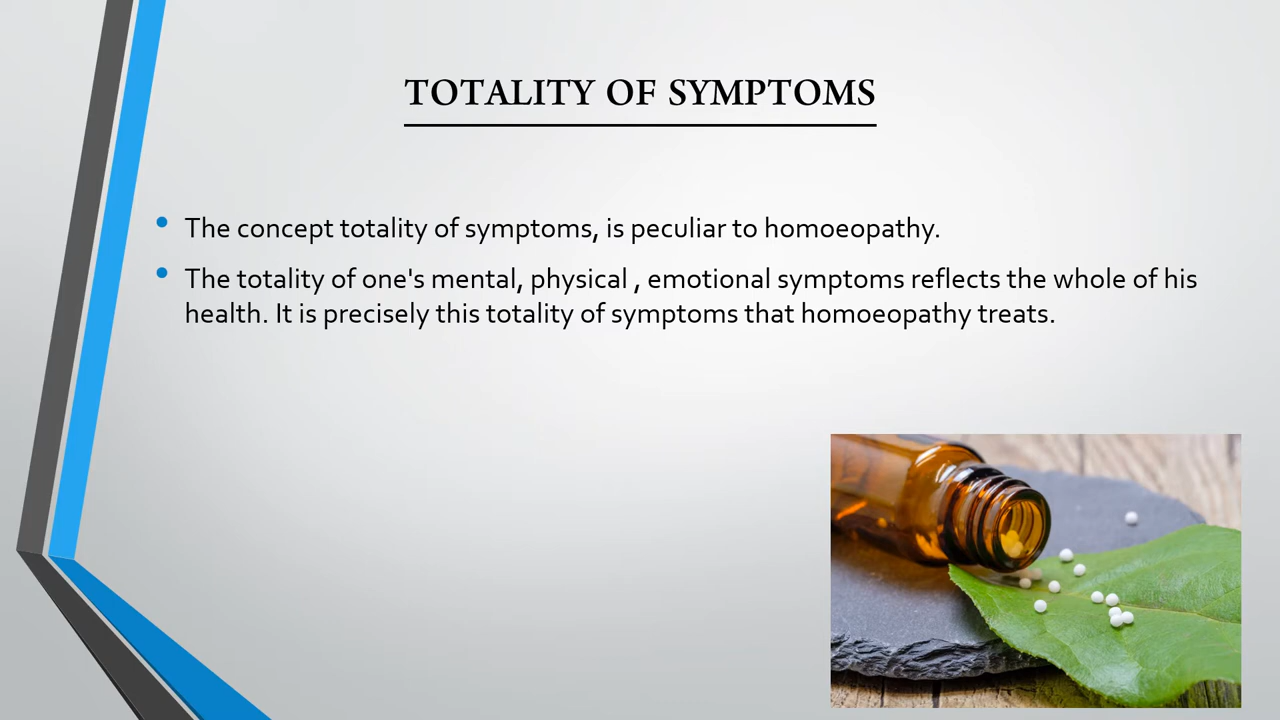 TOTALITY OF SYMPTOMS
• The concept totality of symptoms, is peculiar to homoeopathy.
• The totality of one's mental, physical , emotional symptoms reflects the whole of his
health. It is precisely this totality of symptoms that homoeopathy treats.